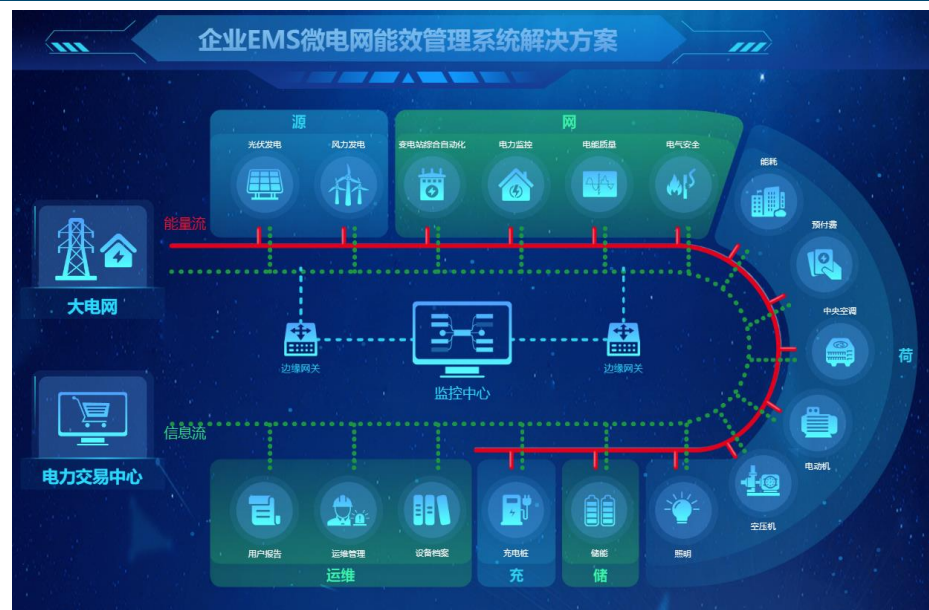 企业EMS微电网能效管理系统解决方案
源
网
光伏发电
风力发电
变电站综合自动化
电力监控
电能质量
电气安全
能耗
预付费
中央空调
荷
电动机
空压机
能量流
大电网
边缘网关
监控中心
边缘网关
信息流
电力交易中心
用户报告
运维管理
设备档案
充电桩
储能
照明
运维
充
储